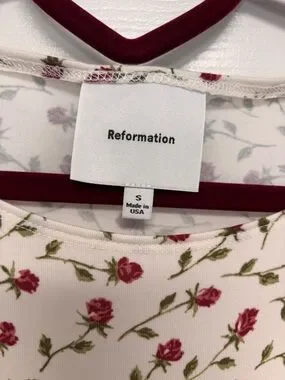 Reformation
S
Made in
USA